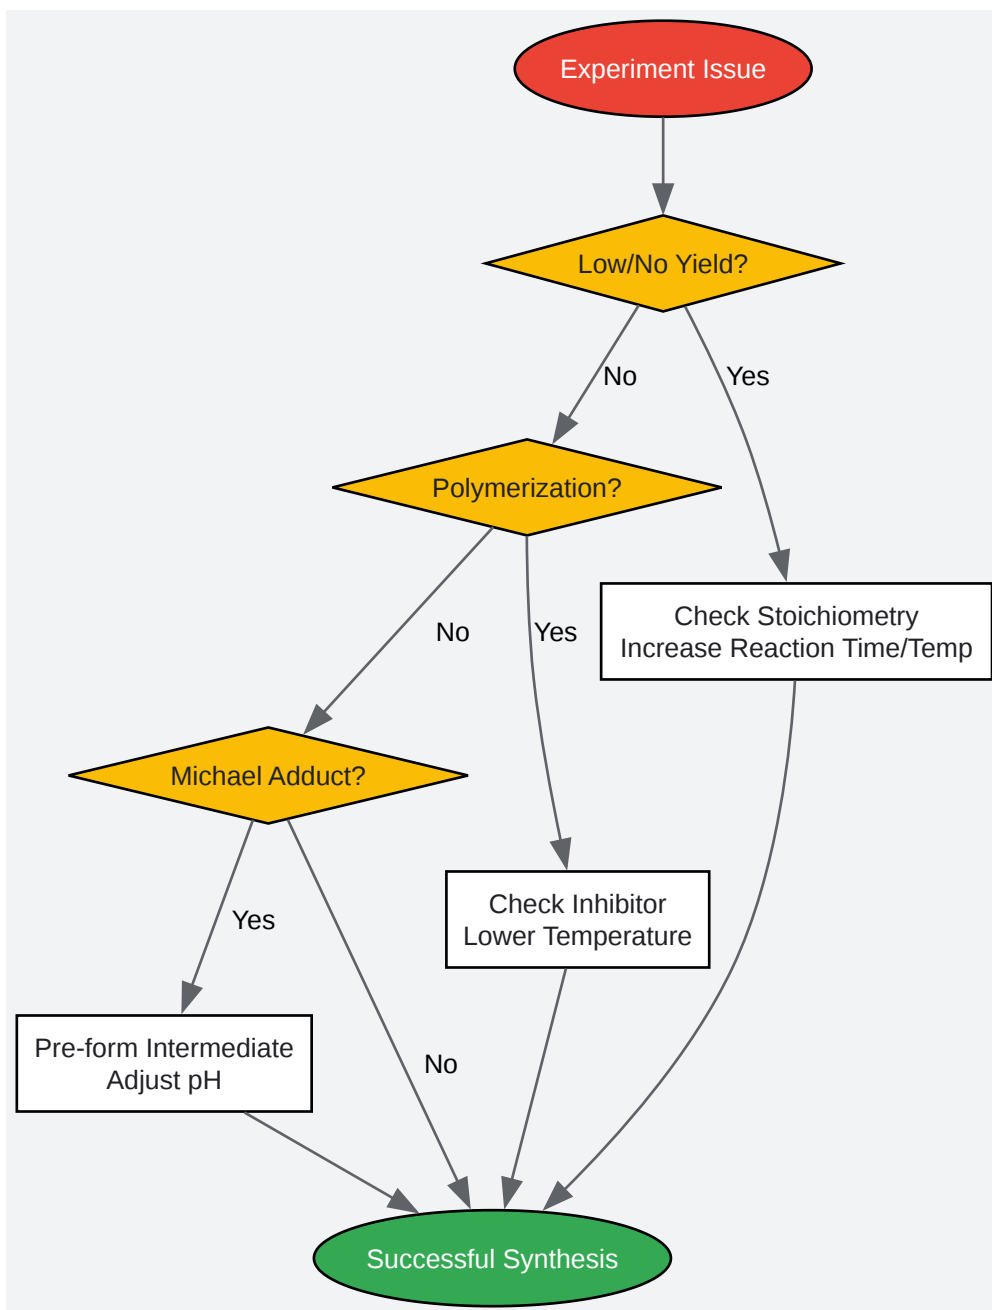 Experiment Issue
Low/No Yield?
No
Yes
Polymerization?
No
Yes
Check Stoichiometry
Increase Reaction Time/Temp
Michael Adduct?
Yes
No
Check Inhibitor
Lower Temperature
Pre-form Intermediate
Adjust pH
Successful Synthesis